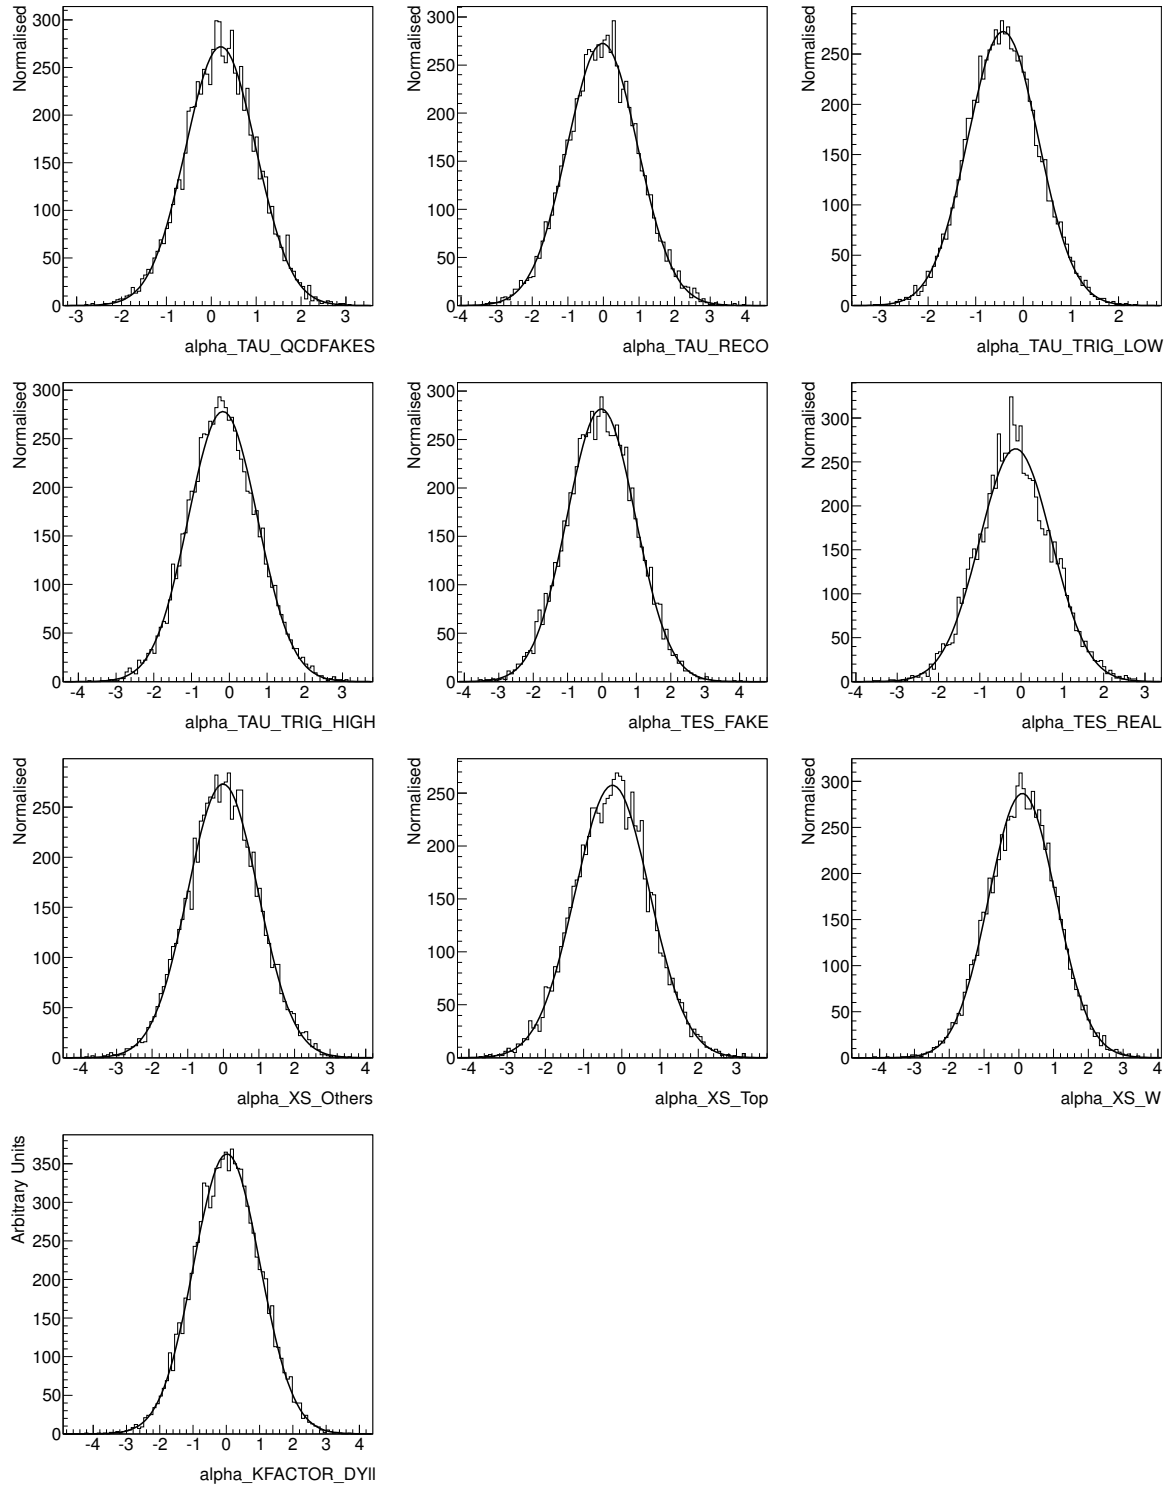 Normalised
300
250
200
150
100
50
0
-3 -2 -1 0 1 2 3
alpha_TAU_QCDFAKES
Normalised
300
250
200
150
100
50
0
-4 -3 -2 -1 0 1 2 3 4
alpha_TAU_RECO
Normalised
250
200
150
100
50
0
-3 -2 -1 0 1 2
alpha_TAU_TRIG_LOW
Normalised
300
250
200
150
100
50
0
-4 -3 -2 -1 0 1 2 3
alpha_TAU_TRIG_HIGH
Normalised
300
250
200
150
100
50
0
-4 -3 -2 -1 0 1 2 3 4
alpha_TES_FAKE
Normalised
300
250
200
150
100
50
0
-4 -3 -2 -1 0 1 2 3
alpha_TES_REAL
Normalised
250
200
150
100
50
0
-4 -3 -2 -1 0 1 2 3 4
alpha_XS_Others
Normalised
250
200
150
100
50
0
-4 -3 -2 -1 0 1 2 3
alpha_XS_Top
Normalised
300
250
200
150
100
50
0
-4 -3 -2 -1 0 1 2 3 4
alpha_XS_W
Arbitrary Units
350
300
250
200
150
100
50
0
-4 -3 -2 -1 0 1 2 3 4
alpha_KFACTOR_DYll